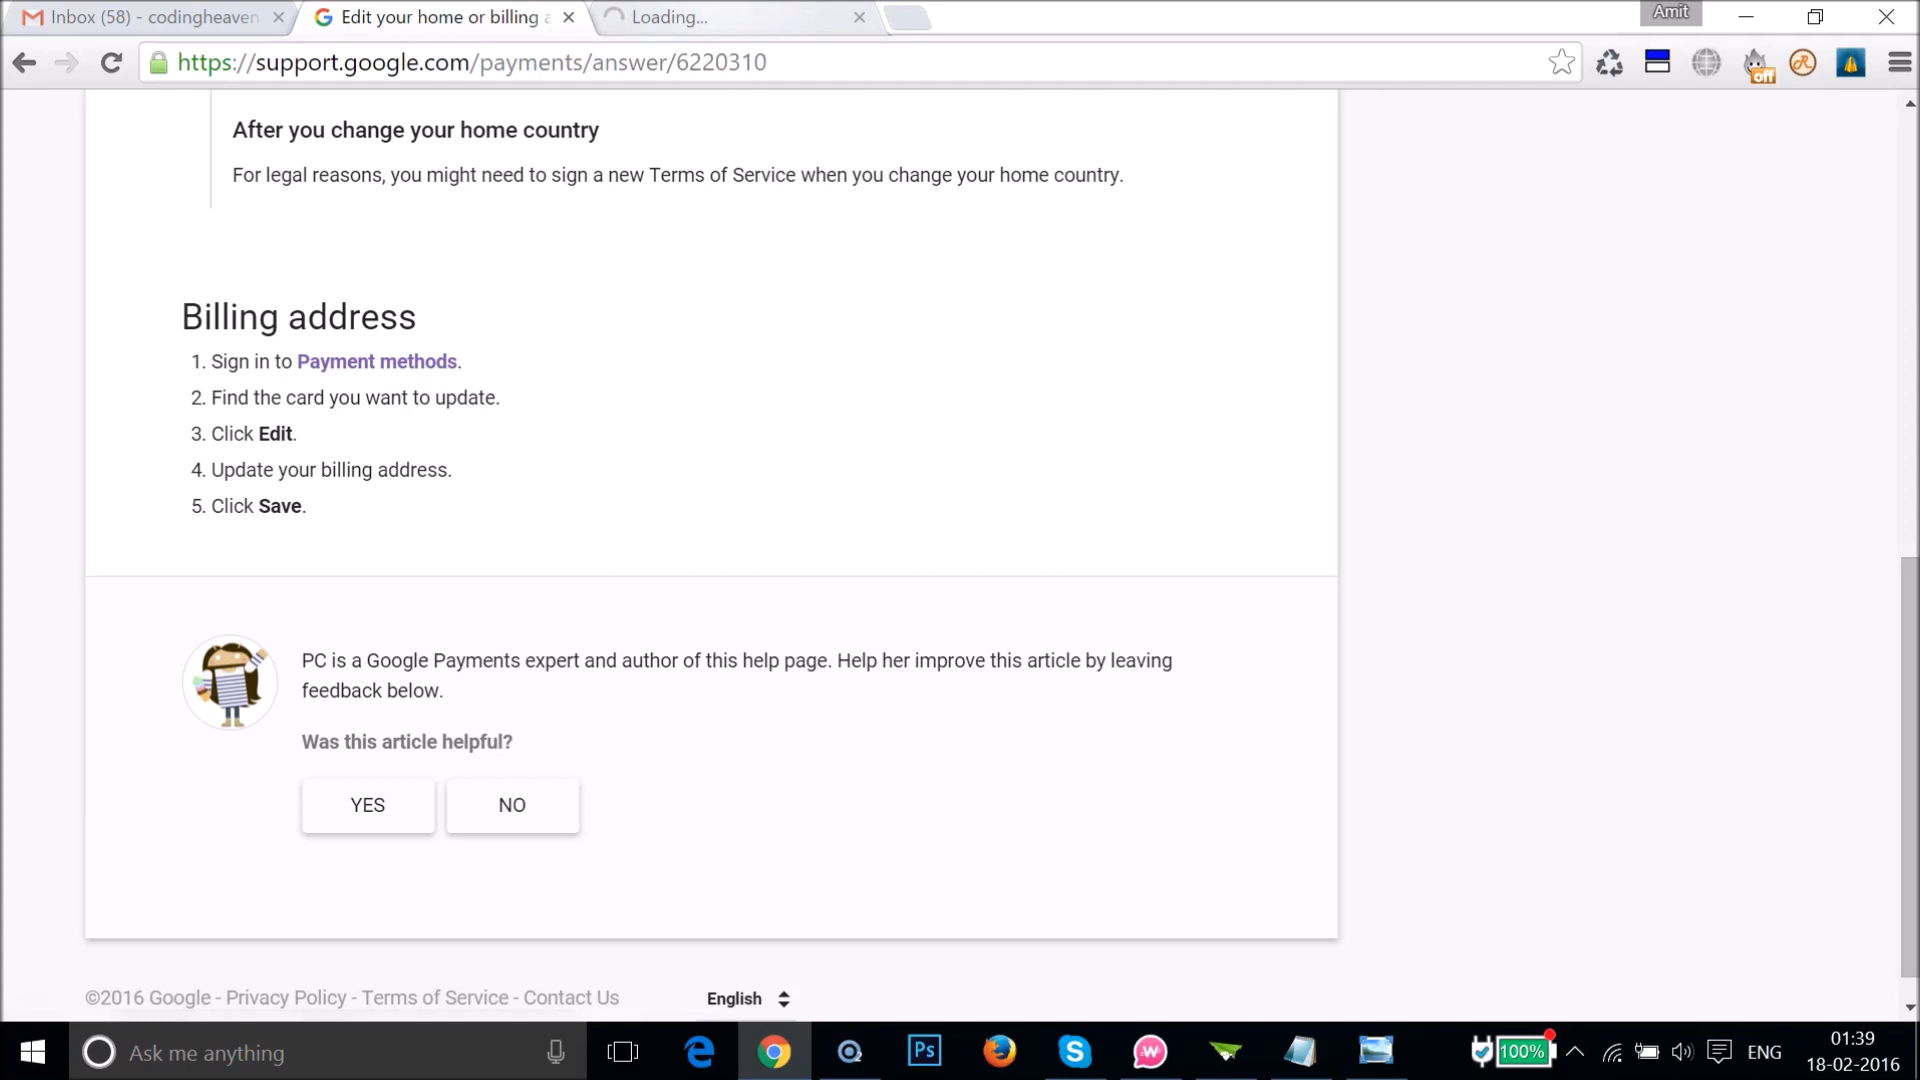 Inbox (58) - codingheaven
Edit your home or billing a
Loading...
Amit
https://support.google.com/payments/answer/6220310
off
After you change your home country
For legal reasons, you might need to sign a new Terms of Service when you change your home country.
Billing address
1. Sign in to Payment methods.
2. Find the card you want to update.
3. Click Edit.
4. Update your billing address.
5. Click Save.
PC is a Google Payments expert and author of this help page. Help her improve this article by leaving
feedback below.
Was this article helpful?
YES NO
©2016 Google - Privacy Policy - Terms of Service - Contact Us English
Ask me anything
Ps
100%
ENG
01:39
18-02-2016